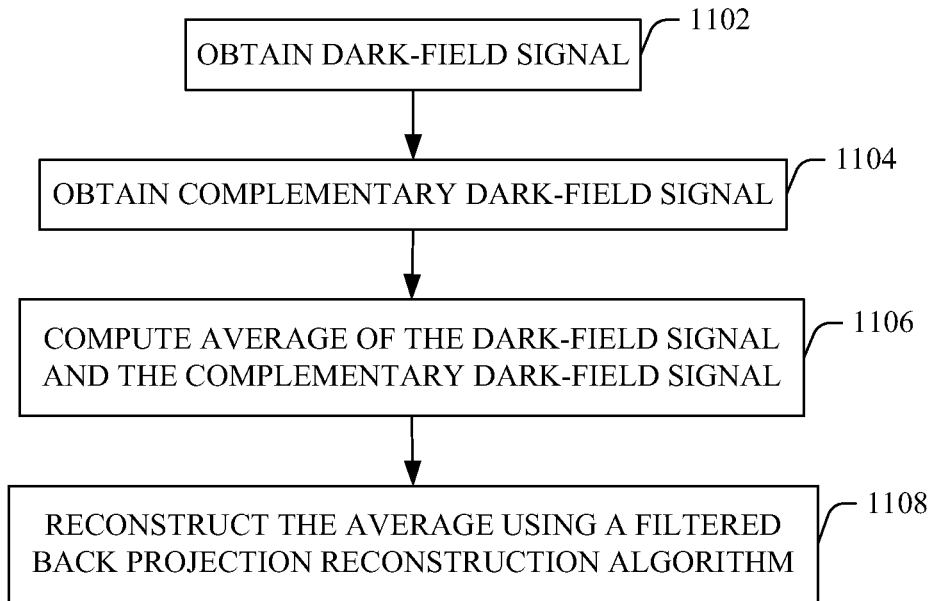 1102
OBTAIN DARK-FIELD SIGNAL
1104
OBTAIN COMPLEMENTARY DARK-FIELD SIGNAL
1106
COMPUTE AVERAGE OF THE DARK-FIELD SIGNAL
AND THE COMPLEMENTARY DARK-FIELD SIGNAL
1108
RECONSTRUCT THE AVERAGE USING A FILTERED
BACK PROJECTION RECONSTRUCTION ALGORITHM